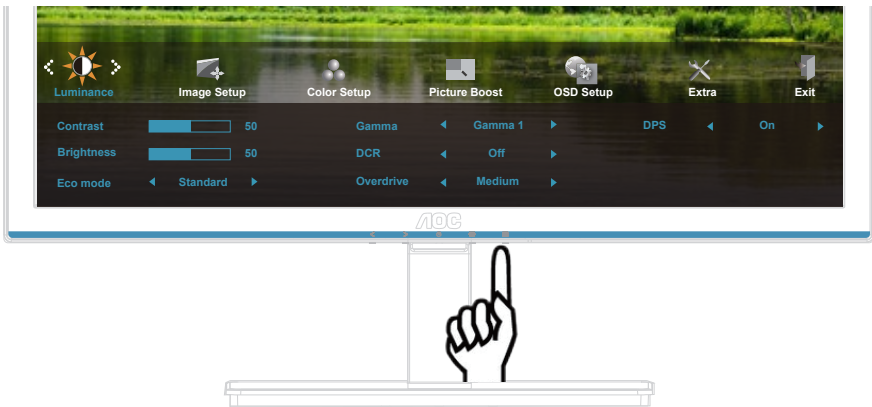 Luminance Image Setup Color Setup Picture Boost OSD Setup Extra Exit
Contrast 50 Gamma Gamma 1 DPS On
Brightness 50 DCR Off
Eco mode Standard Overdrive Medium
AOC